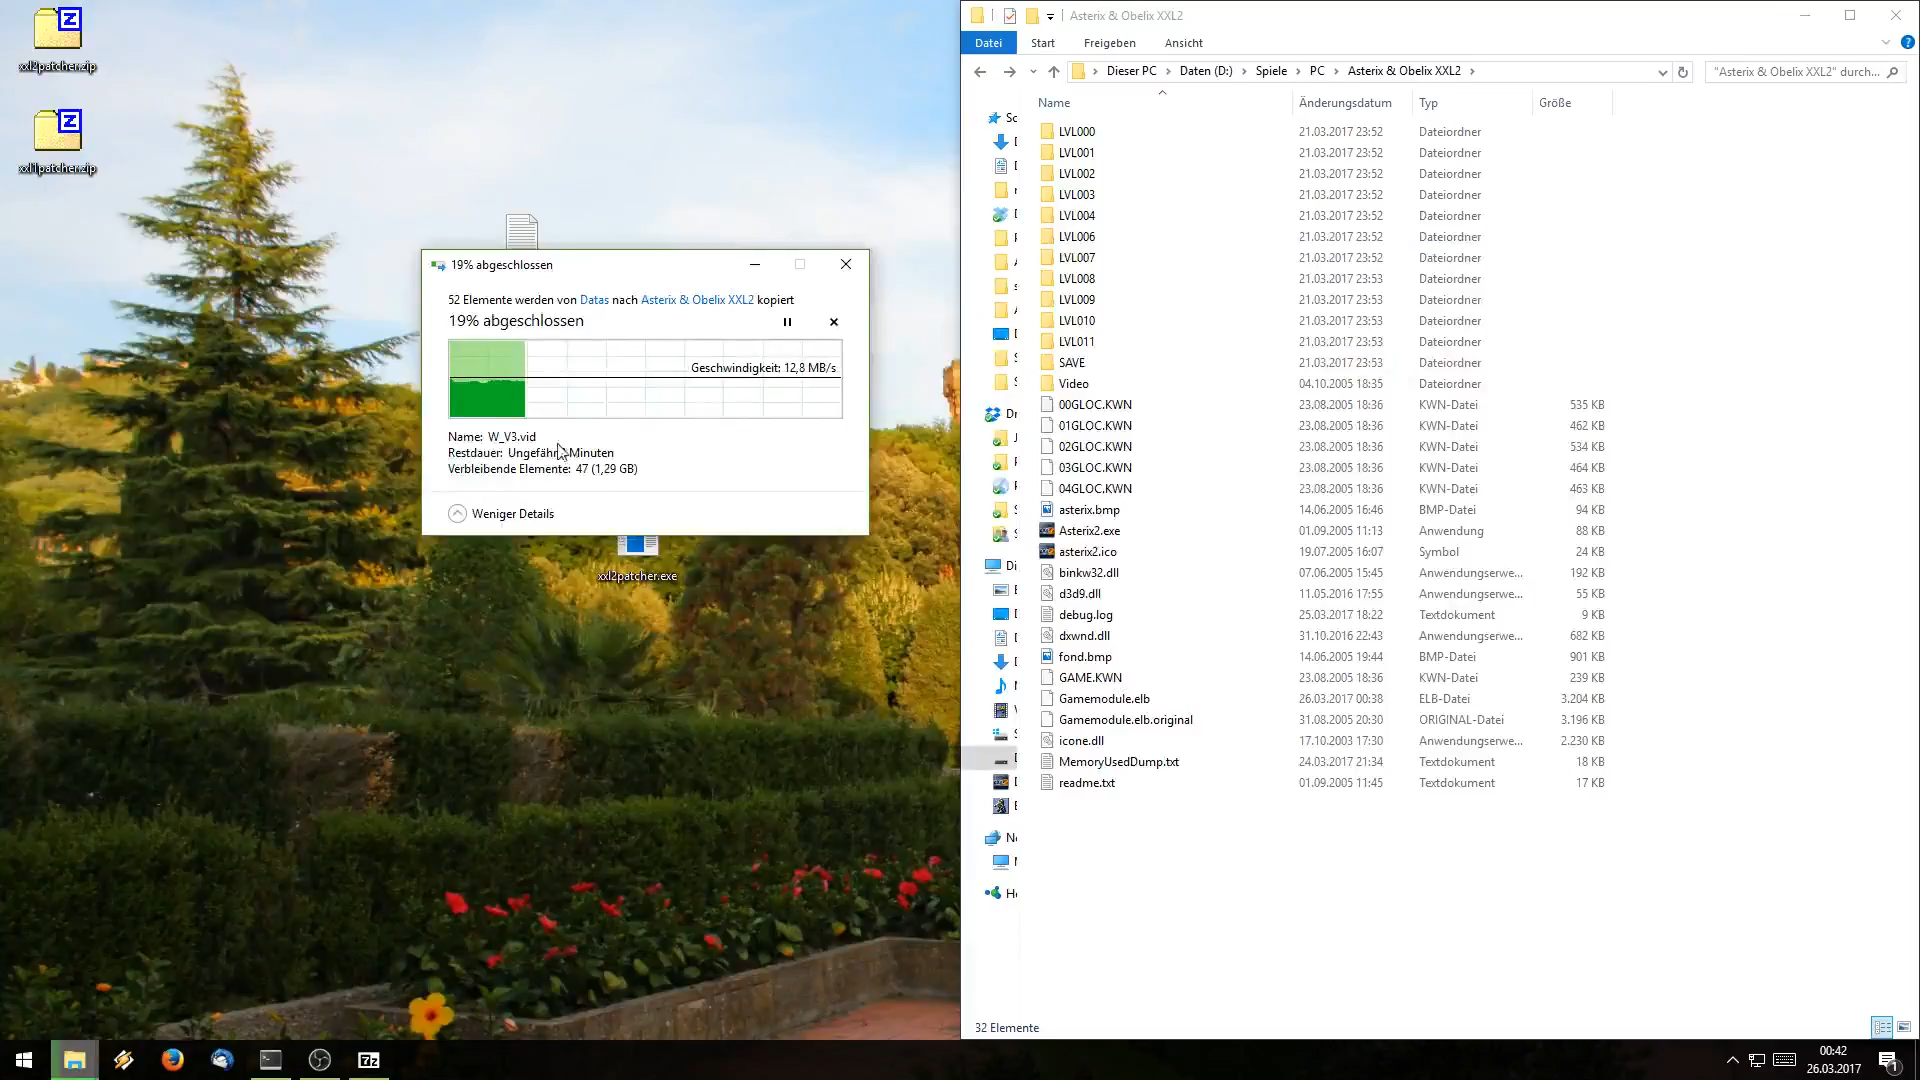 xxl2patcher.zip
xxl1patcher.zip
19% abgeschlossen
52 Elemente werden von Datas nach Asterix & Obelix XXL2 kopiert
19% abgeschlossen
Geschwindigkeit: 12,8 MB/s
Name: W_V3.vid
Restdauer: Ungefähr Minuten
Verbleibende Elemente: 47 (1,29 GB)
Weniger Details
xxl2patcher.exe
Asterix & Obelix XXL2
Datei Start Freigeben Ansicht
Dieser PC Daten (D:) Spiele PC Asterix & Obelix XXL2
"Asterix & Obelix XXL2" durch...
Name Änderungsdatum Typ Größe
LVL000 21.03.2017 23:52 Dateiordner
LVL001 21.03.2017 23:52 Dateiordner
LVL002 21.03.2017 23:52 Dateiordner
LVL003 21.03.2017 23:52 Dateiordner
LVL004 21.03.2017 23:52 Dateiordner
LVL006 21.03.2017 23:52 Dateiordner
LVL007 21.03.2017 23:52 Dateiordner
LVL008 21.03.2017 23:53 Dateiordner
LVL009 21.03.2017 23:53 Dateiordner
LVL010 21.03.2017 23:53 Dateiordner
LVL011 21.03.2017 23:53 Dateiordner
SAVE 21.03.2017 23:53 Dateiordner
Video 04.10.2005 18:35 Dateiordner
00GLOC.KWN 23.08.2005 18:36 KWN-Datei 535 KB
01GLOC.KWN 23.08.2005 18:36 KWN-Datei 462 KB
02GLOC.KWN 23.08.2005 18:36 KWN-Datei 534 KB
03GLOC.KWN 23.08.2005 18:36 KWN-Datei 464 KB
04GLOC.KWN 23.08.2005 18:36 KWN-Datei 463 KB
asterix.bmp 14.06.2005 16:46 BMP-Datei 94 KB
Asterix2.exe 01.09.2005 11:13 Anwendung 88 KB
asterix2.ico 19.07.2005 16:07 Symbol 24 KB
binkw32.dll 07.06.2005 15:45 Anwendungserwe... 192 KB
d3d9.dll 11.05.2016 17:55 Anwendungserwe... 55 KB
debug.log 25.03.2017 18:22 Textdokument 9 KB
dxwnd.dll 31.10.2016 22:43 Anwendungserwe... 682 KB
fond.bmp 14.06.2005 19:44 BMP-Datei 901 KB
GAME.KWN 23.08.2005 18:36 KWN-Datei 239 KB
Gamemodule.elb 26.03.2017 00:38 ELB-Datei 3.204 KB
Gamemodule.elb.original 31.08.2005 20:30 ORIGINAL-Datei 3.196 KB
icone.dll 17.10.2003 17:30 Anwendungserwe... 2.230 KB
MemoryUsedDump.txt 24.03.2017 21:34 Textdokument 18 KB
readme.txt 01.09.2005 11:45 Textdokument 17 KB
32 Elemente
00:42
26.03.2017